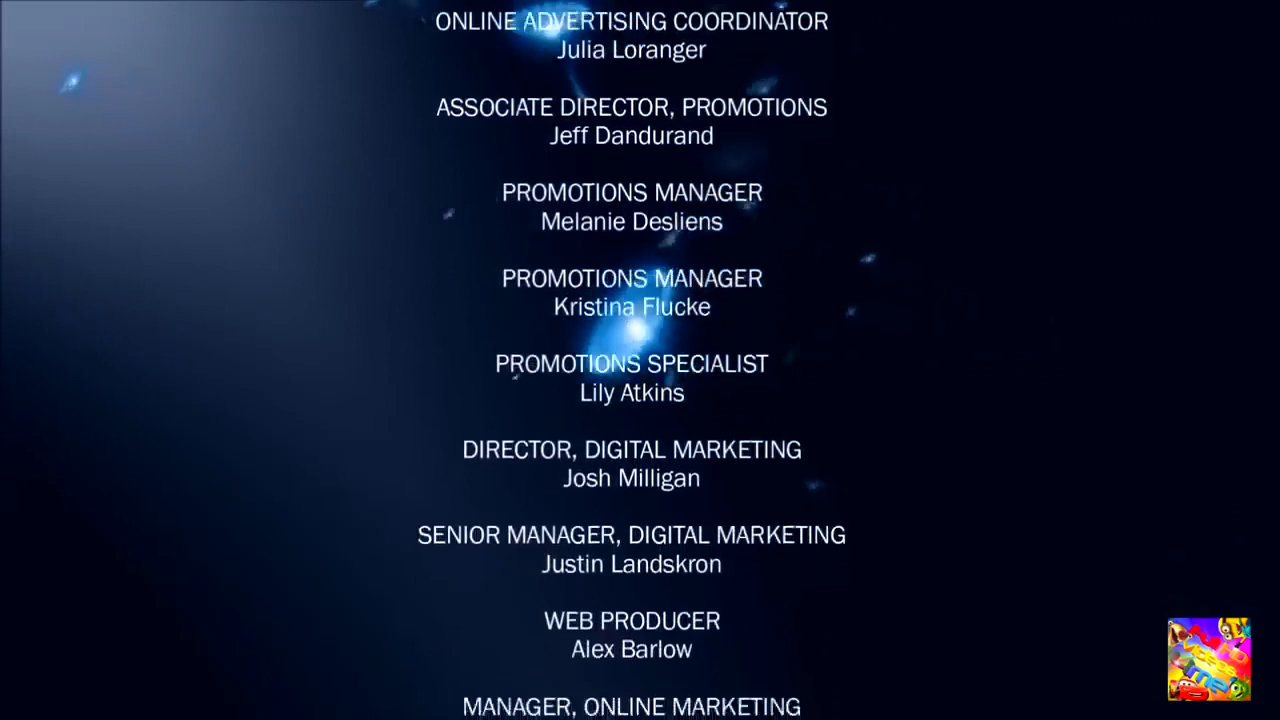 ONLINE ADVERTISING COORDINATOR
Julia Loranger
ASSOCIATE DIRECTOR, PROMOTIONS
Jeff Dandurand
PROMOTIONS MANAGER
Melanie Desliens
PROMOTIONS MANAGER
Kristina Flucke
PROMOTIONS SPECIALIST
Lily Atkins
DIRECTOR, DIGITAL MARKETING
Josh Milligan
SENIOR MANAGER, DIGITAL MARKETING
Justin Landskron
WEB PRODUCER
Alex Barlow
MANAGER, ONLINE MARKETING